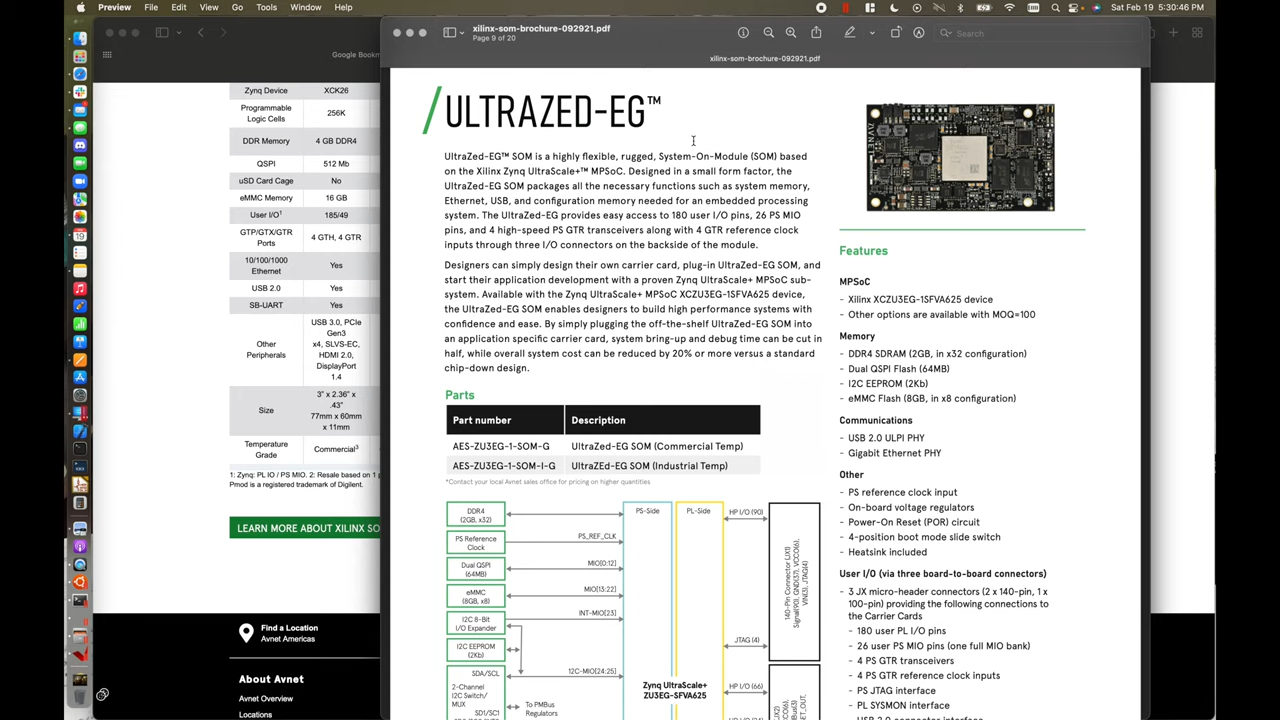 Window
Preview
File
Edit
View
Go
Tools
Window
Help
Sat Feb 19 5:30:46 PM
xilinx-som-brochure-092921.pdf
Page 9 of 20
Search
Google Bookm
xilinx-som-brochure-092921.pdf
Zynq Device XCK26
Programmable
Logic Cells 256K
DDR Memory 4 GB DDR4
QSPI 512 Mb
uSD Card Cage No
eMMC Memory 16 GB
User I/O1 185/49
GTP/GTX/GTR
Ports 4 GTH, 4 GTR
10/100/1000
Ethernet Yes
USB 2.0 Yes
SB-UART Yes
Other
Peripherals
USB 3.0, PCIe
Gen3
x4, SLVS-EC,
HDMI 2.0,
DisplayPort
1.4
Size
3" x 2.36" x
.43"
77mm x 60mm
x 11mm
Temperature
Grade Commercial3
1: Zynq: PL IO / PS MIO. 2: Resale based on 1
Pmod is a registered trademark of Digilent.
LEARN MORE ABOUT XILINX SO
Find a Location
Avnet Americas
About Avnet
Avnet Overview
Locations
/ULTRAZED-EG™
UltraZed-EG™ SOM is a highly flexible, rugged, System-On-Module (SOM) based
on the Xilinx Zynq UltraScale+™ MPSoC. Designed in a small form factor, the
UltraZed-EG SOM packages all the necessary functions such as system memory,
Ethernet, USB, and configuration memory needed for an embedded processing
system. The UltraZed-EG provides easy access to 180 user I/O pins, 26 PS MIO
pins, and 4 high-speed PS GTR transceivers along with 4 GTR reference clock
inputs through three I/O connectors on the backside of the module.
Designers can simply design their own carrier card, plug-in UltraZed-EG SOM, and
start their application development with a proven Zynq UltraScale+ MPSoC sub-
system. Available with the Zynq UltraScale+ MPSoC XCZU3EG-1SFVA625 device,
the UltraZed-EG SOM enables designers to build high performance systems with
confidence and ease. By simply plugging the off-the-shelf UltraZed-EG SOM into
an application specific carrier card, system bring-up and debug time can be cut in
half, while overall system cost can be reduced by 20% or more versus a standard
chip-down design.
Parts
Part number Description
AES-ZU3EG-1-SOM-G UltraZed-EG SOM (Commercial Temp)
AES-ZU3EG-1-SOM-I-G UltraZed-EG SOM (Industrial Temp)
*Contact your local Avnet sales office for pricing on higher quantities
DDR4
(2GB, x32)
PS Reference
Clock
Dual QSPI
(64MB)
eMMC
(8GB, x8)
I2C 8-Bit
I/O Expander
I2C EEPROM
(2Kb)
SDA/SCL
2-Channel
I2C Switch/
MUX
SD1/SC1
To PMBus
Regulators
PS_REF_CLK
MIO[0:12]
MIO[13:22]
INT-MIO[23]
12C-MIO[24:25]
PS-Side
PL-Side
Zynq UltraScale+
ZU3EG-SFVA625
HP I/O (90)
JTAG (4)
HP I/O (66)
140-Pin Connector (JX1)
Signal(90), GND(37), VCCO(6),
VIN(3), JTAG(4)
AVNET
Features
MPSoC
- Xilinx XCZU3EG-1SFVA625 device
- Other options are available with MOQ=100
Memory
- DDR4 SDRAM (2GB, in x32 configuration)
- Dual QSPI Flash (64MB)
- I2C EEPROM (2Kb)
- eMMC Flash (8GB, in x8 configuration)
Communications
- USB 2.0 ULPI PHY
- Gigabit Ethernet PHY
Other
- PS reference clock input
- On-board voltage regulators
- Power-On Reset (POR) circuit
- 4-position boot mode slide switch
- Heatsink included
User I/O (via three board-to-board connectors)
- 3 JX micro-header connectors (2 x 140-pin, 1 x
100-pin) providing the following connections to
the Carrier Cards
- 180 user PL I/O pins
- 26 user PS MIO pins (one full MIO bank)
- 4 PS GTR transceivers
- 4 PS GTR reference clock inputs
- PS JTAG interface
- PL SYSMON interface